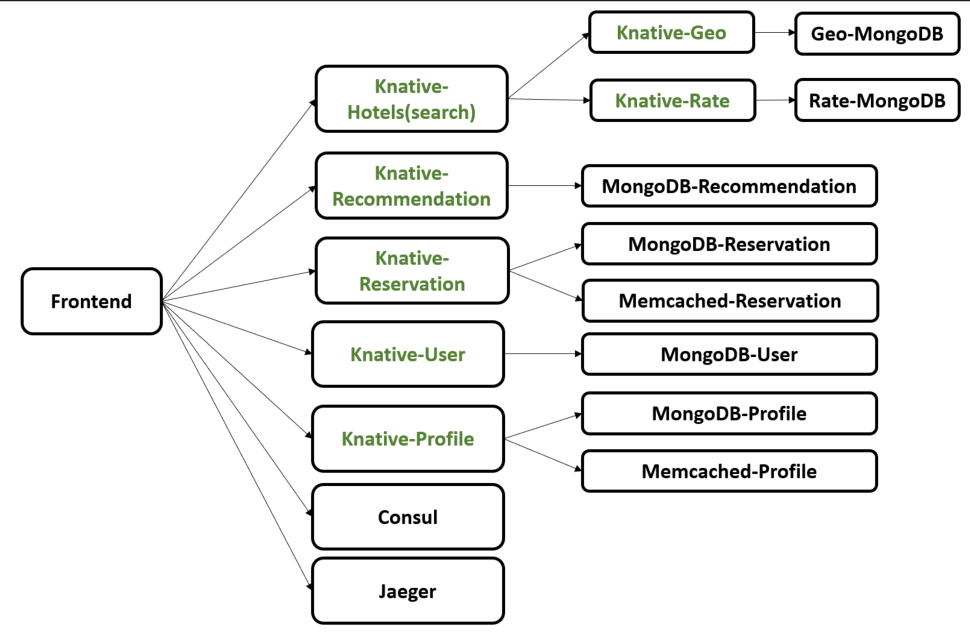 Knative-Geo
Geo-MongoDB
Knative-
Hotels(search)
Knative-Rate
Rate-MongoDB
Knative-
Recommendation
MongoDB-Recommendation
Knative-
Reservation
MongoDB-Reservation
Memcached-Reservation
Frontend
Knative-User
MongoDB-User
Knative-Profile
MongoDB-Profile
Memcached-Profile
Consul
Jaeger